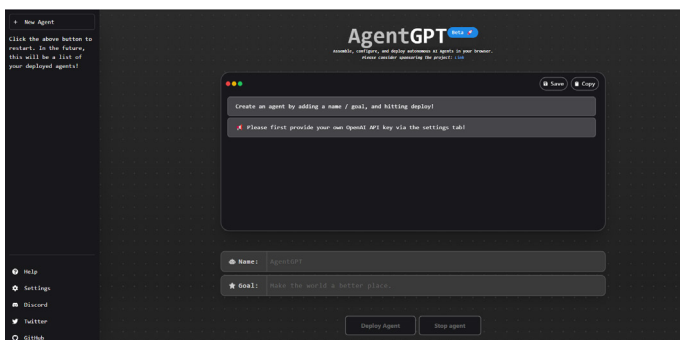 + New Agent
Click the above button to
restart. In the future,
this will be a list of
your deployed agents!
Help
Settings
Discord
Twitter
GitHub
AgentGPT Beta
Assemble, configure, and deploy autonomous AI Agents in your browser.
Please consider sponsoring the project: Link
Save Copy
Create an agent by adding a name / goal, and hitting deploy!
Please first provide your own OpenAI API key via the settings tab!
Name: AgentGPT
Goal: Make the world a better place.
Deploy Agent Stop agent